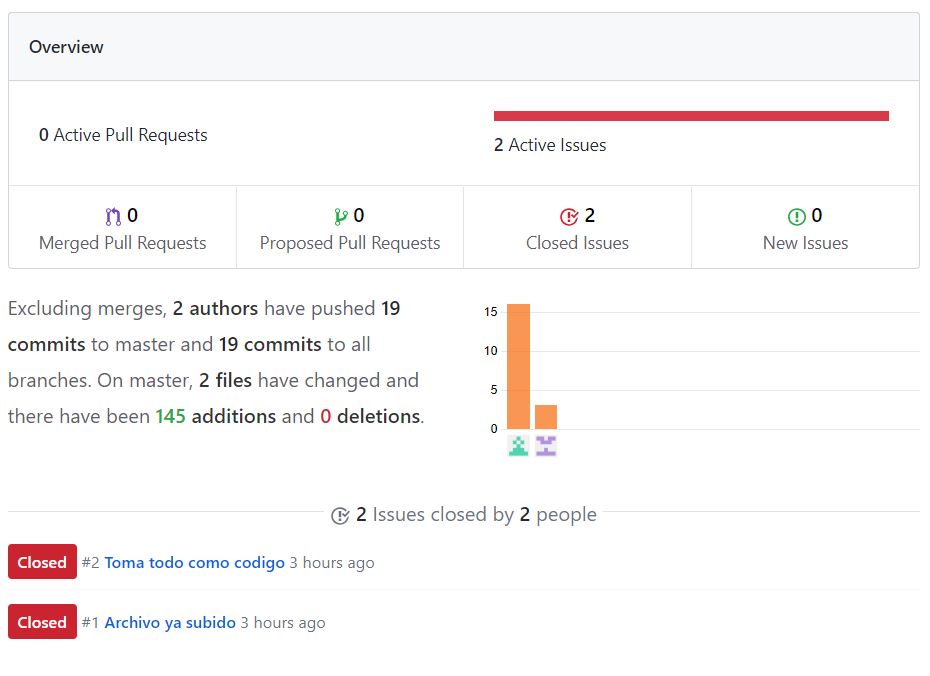 Overview
0 Active Pull Requests
2 Active Issues
0
Merged Pull Requests
0
Proposed Pull Requests
2
Closed Issues
0
New Issues
Excluding merges, 2 authors have pushed 19
commits to master and 19 commits to all
branches. On master, 2 files have changed and
there have been 145 additions and 0 deletions.
15
10
5
0
2 Issues closed by 2 people
Closed #2 Toma todo como codigo 3 hours ago
Closed #1 Archivo ya subido 3 hours ago